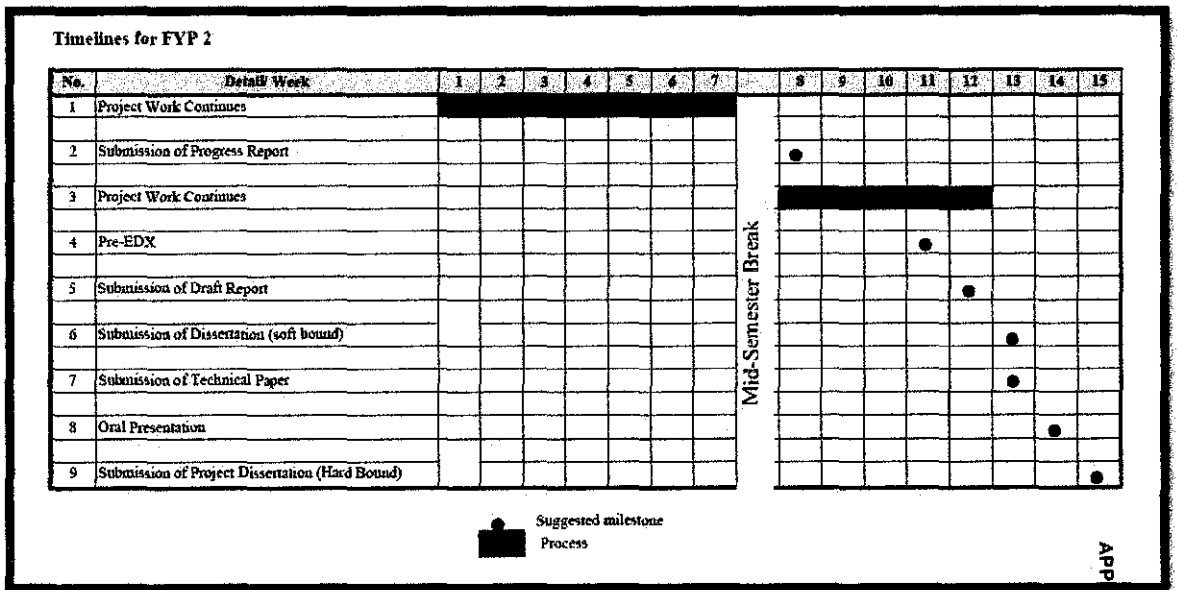 Timelines for FYP 2
No. Detail/ Week 1 2 3 4 5 6 7 8 9 10 11 12 13 14 15
1 Project Work Continues
2 Submission of Progress Report
3 Project Work Continues
4 Pre-EDX
5 Submission of Draft Report
6 Submission of Dissertation (soft bound)
7 Submission of Technical Paper
8 Oral Presentation
9 Submission of Project Dissertation (Hard Bound)
Mid-Semester Break
Suggested milestone
Process
APP